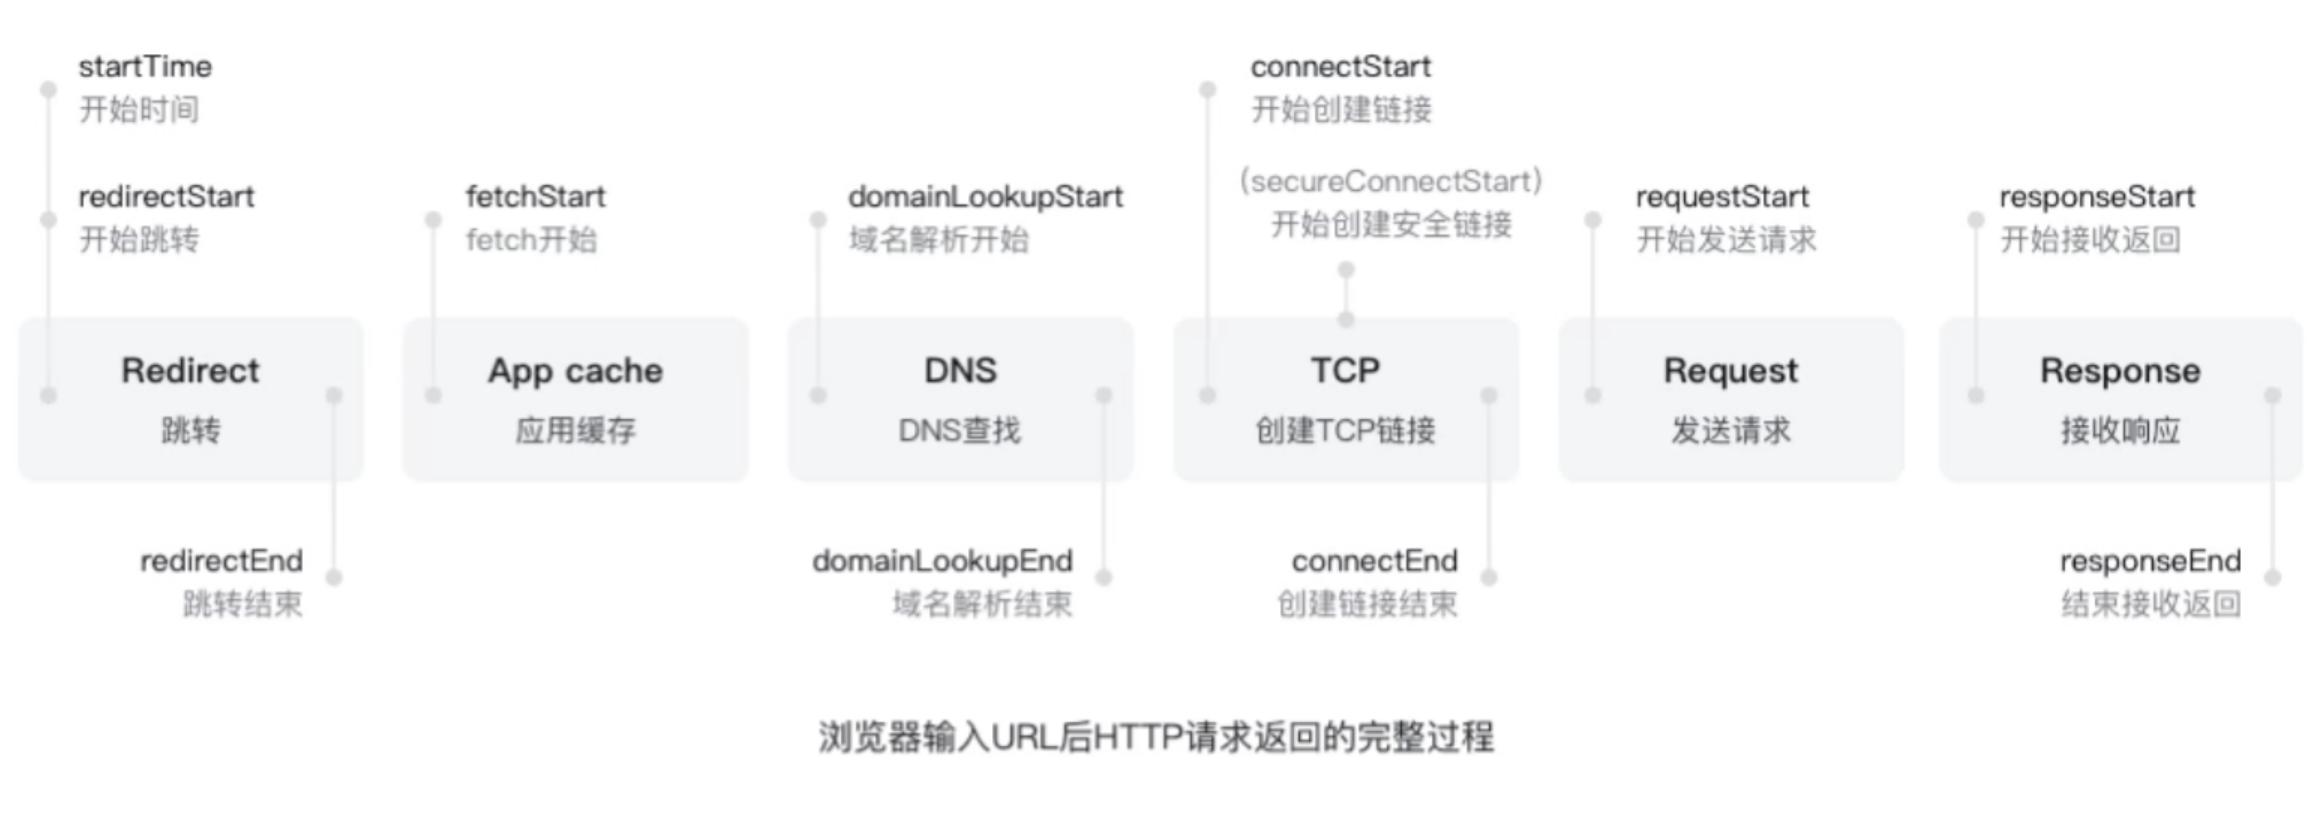 startTime
开始时间
redirectStart
开始跳转
fetchStart
fetch开始
domainLookupStart
域名解析开始
connectStart
开始创建链接
(secureConnectStart)
开始创建安全链接
requestStart
开始发送请求
responseStart
开始接收返回
Redirect
跳转
App cache
应用缓存
DNS
DNS查找
TCP
创建TCP链接
Request
发送请求
Response
接收响应
redirectEnd
跳转结束
domainLookupEnd
域名解析结束
connectEnd
创建链接结束
responseEnd
结束接收返回
浏览器输入URL后HTTP请求返回的完整过程